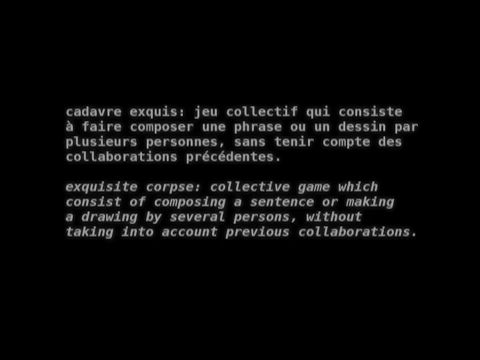 cadavre exquis: jeu collectif qui consiste
à faire composer une phrase ou un dessin par
plusieurs personnes, sans tenir compte des
collaborations précédentes.
exquisite corpse: collective game which
consist of composing a sentence or making
a drawing by several persons, without
taking into account previous collaborations.